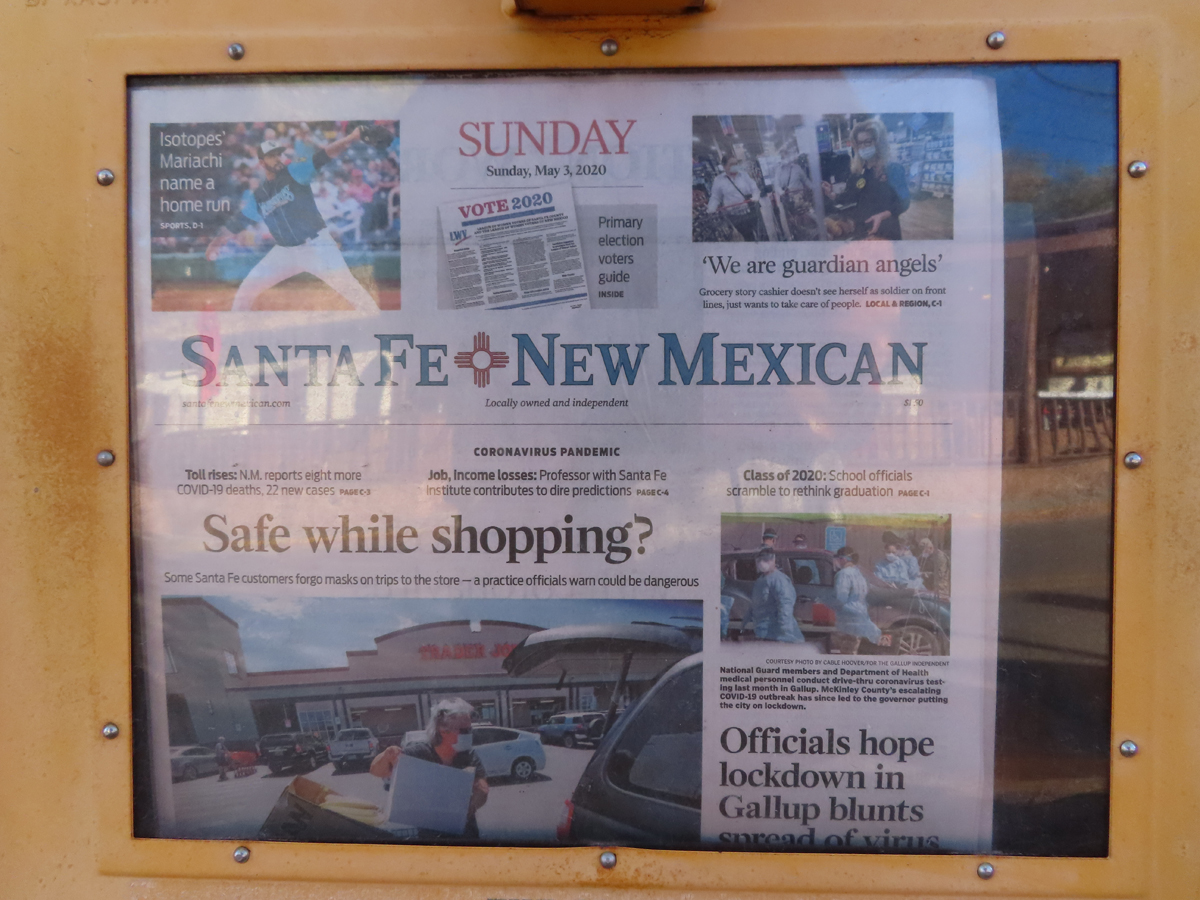 Isotopes'
Mariachi
name a
home run
SPORTS, D-1
SUNDAY
Sunday, May 3, 2020
VOTE 2020
LWV
Primary
election
voters
guide
INSIDE
'We are guardian angels'
Grocery story cashier doesn't see herself as soldier on front
lines, just wants to take care of people. LOCAL & REGION, C-1
SANTA FE NEW MEXICAN
Locally owned and independent
CORONAVIRUS PANDEMIC
Toll rises: N.M. reports eight more
COVID-19 deaths, 22 new cases PAGE C-3
Job, income losses: Professor with Santa Fe
Institute contributes to dire predictions PAGE C-4
Class of 2020: School officials
scramble to rethink graduation PAGE C-1
Safe while shopping?
Some Santa Fe customers forgo masks on trips to the store — a practice officials warn could be dangerous
TRADER JO
COURTESY PHOTO BY CABLE HOOVER/FOR THE GALLUP INDEPENDENT
National Guard members and Department of Health
medical personnel conduct drive-thru coronavirus test-
ing last month in Gallup. McKinley County's escalating
COVID-19 outbreak has since led to the governor putting
the city on lockdown.
Officials hope
lockdown in
Gallup blunts
spread of virus